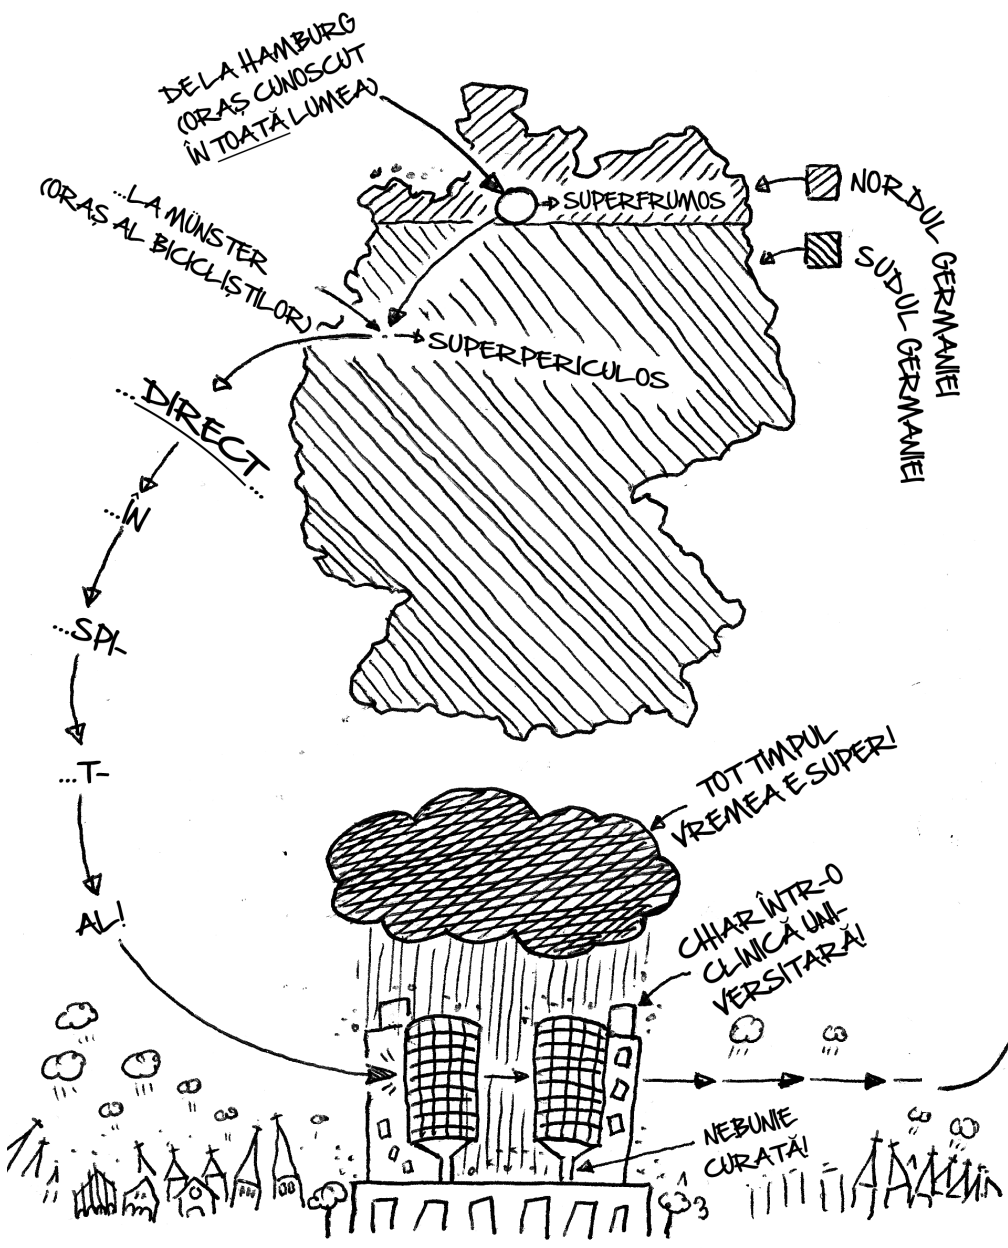 DE LA HAMBURG
(ORAȘ CUNOSCUT
ÎN TOATĂ LUMEA)
SUPERFRUMOS
NORDUL GERMANIEI
SUDUL GERMANIEI
...LA MÜNSTER
(ORAȘ AL BICICLIȘTILOR)
SUPERPERICULOS
...DIRECT...
...ÎN
...SPI-
...T-
AL!
TOT TIMPUL
VREMEA E SUPER!
CHIAR ÎNTR-O
CLINICĂ UNI-
VERSITARĂ!
NEBUNIE
CURATĂ!
3